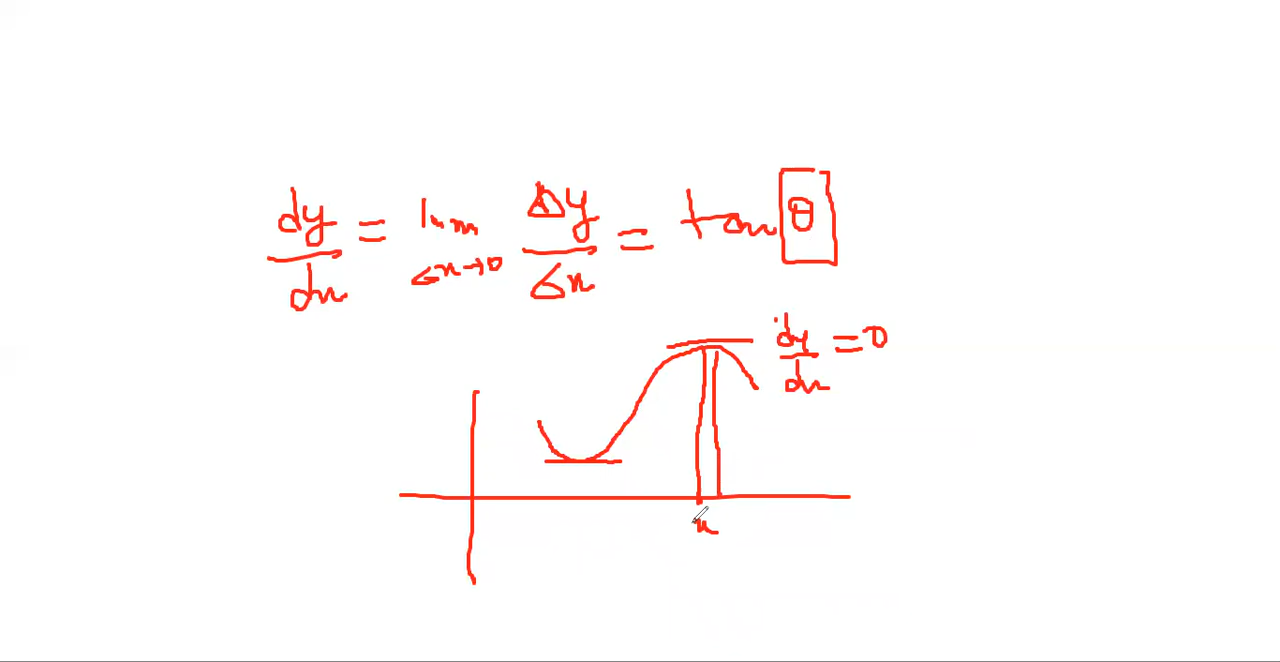 dy/dx = lim Δx→0 Δy/Δx = tan θ
dy/dx = 0
x